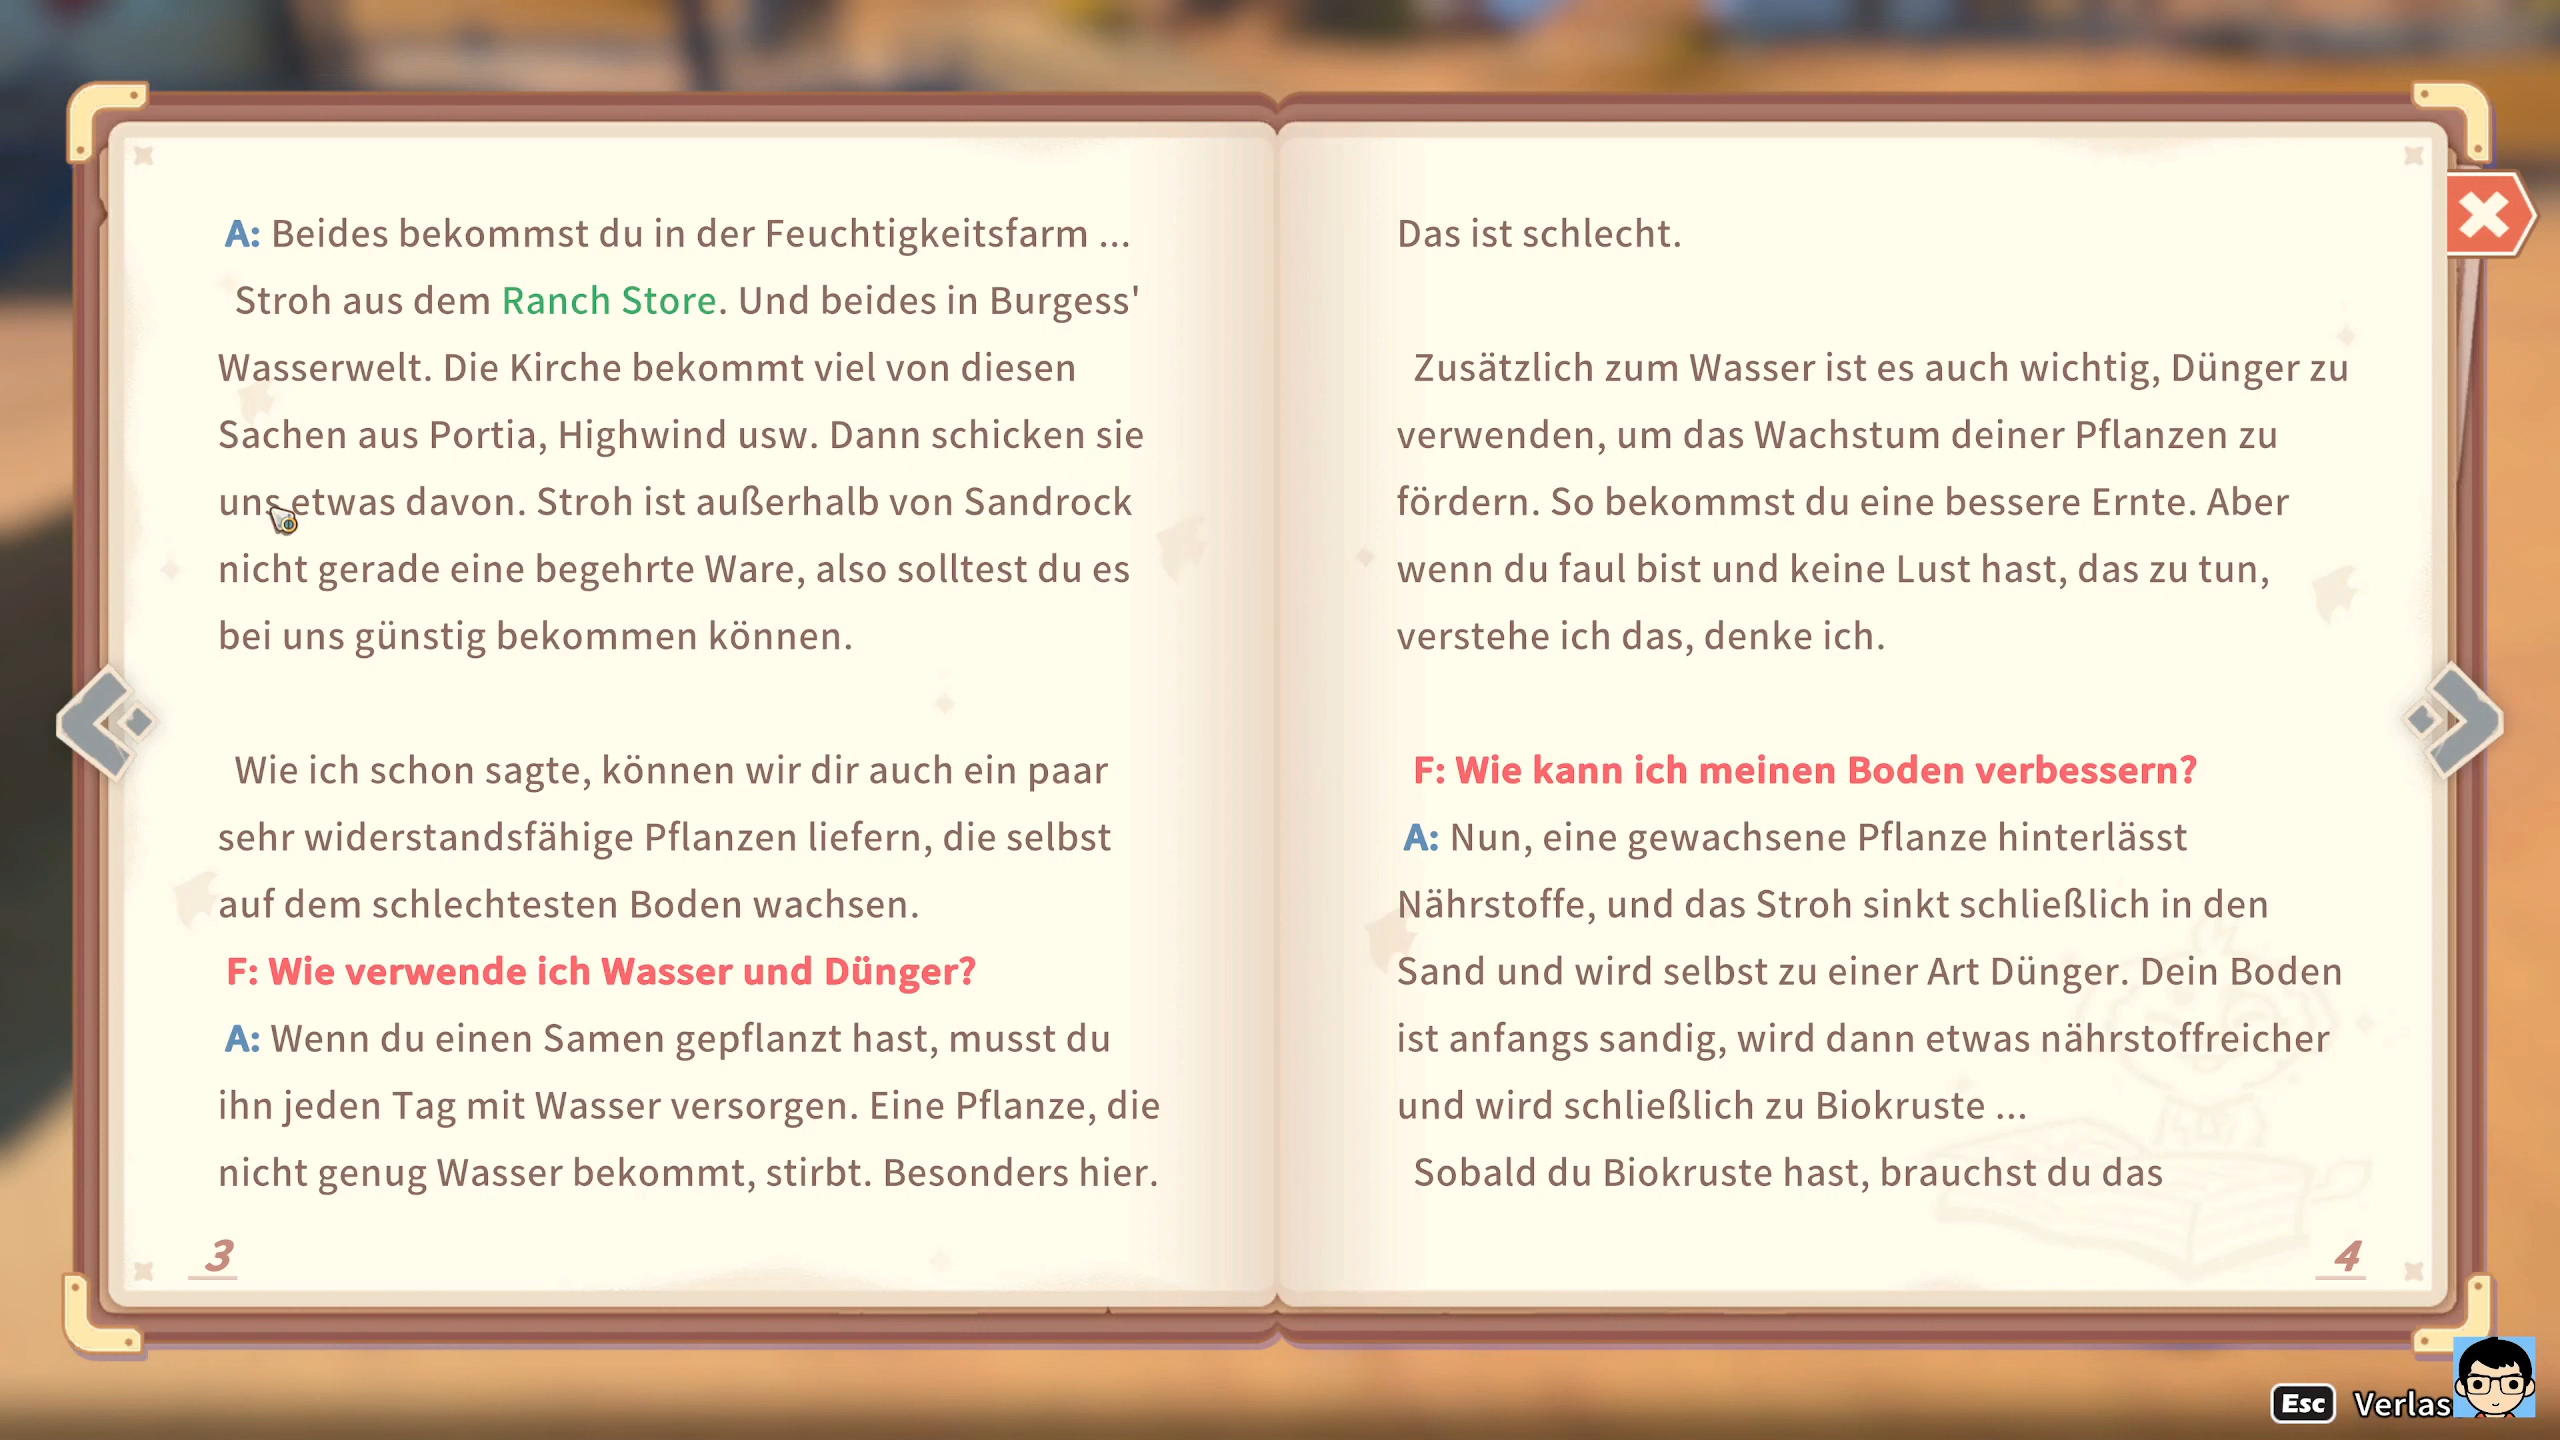 A: Beides bekommst du in der Feuchtigkeitsfarm ...
Stroh aus dem Ranch Store. Und beides in Burgess'
Wasserwelt. Die Kirche bekommt viel von diesen
Sachen aus Portia, Highwind usw. Dann schicken sie
uns etwas davon. Stroh ist außerhalb von Sandrock
nicht gerade eine begehrte Ware, also solltest du es
bei uns günstig bekommen können.
Wie ich schon sagte, können wir dir auch ein paar
sehr widerstandsfähige Pflanzen liefern, die selbst
auf dem schlechtesten Boden wachsen.
F: Wie verwende ich Wasser und Dünger?
A: Wenn du einen Samen gepflanzt hast, musst du
ihn jeden Tag mit Wasser versorgen. Eine Pflanze, die
nicht genug Wasser bekommt, stirbt. Besonders hier.
3
Das ist schlecht.
Zusätzlich zum Wasser ist es auch wichtig, Dünger zu
verwenden, um das Wachstum deiner Pflanzen zu
fördern. So bekommst du eine bessere Ernte. Aber
wenn du faul bist und keine Lust hast, das zu tun,
verstehe ich das, denke ich.
F: Wie kann ich meinen Boden verbessern?
A: Nun, eine gewachsene Pflanze hinterlässt
Nährstoffe, und das Stroh sinkt schließlich in den
Sand und wird selbst zu einer Art Dünger. Dein Boden
ist anfangs sandig, wird dann etwas nährstoffreicher
und wird schließlich zu Biokruste ...
Sobald du Biokruste hast, brauchst du das
4
Esc Verlas